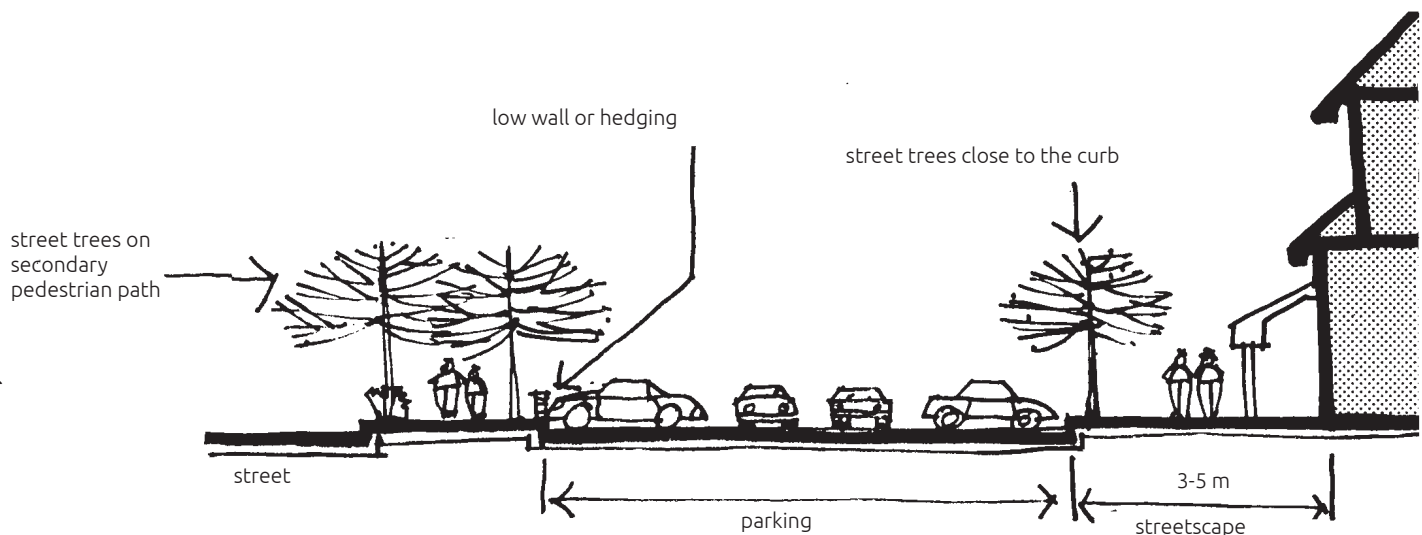 low wall or hedging
street trees close to the curb
street trees on
secondary
pedestrian path
street
3-5 m
parking
streetscape